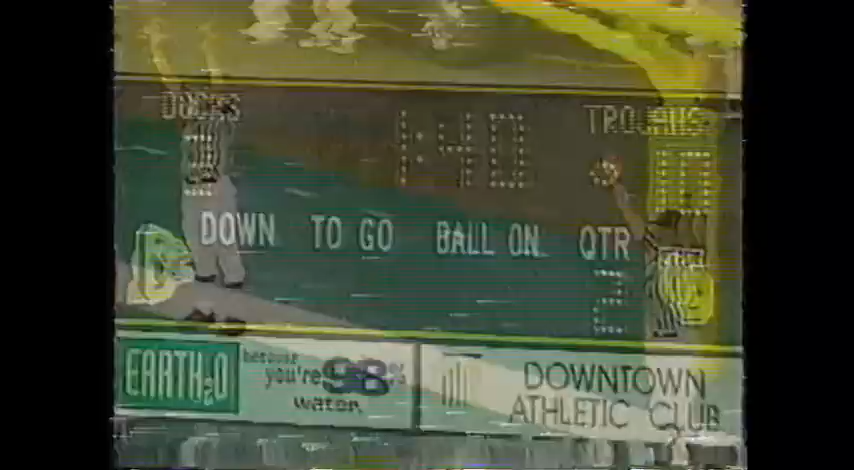 DUCKS 1:40 TROJANS
DOWN TO GO BALL ON QTR
EARTH2O because you're 98% water.
DOWNTOWN
ATHLETIC CLUB